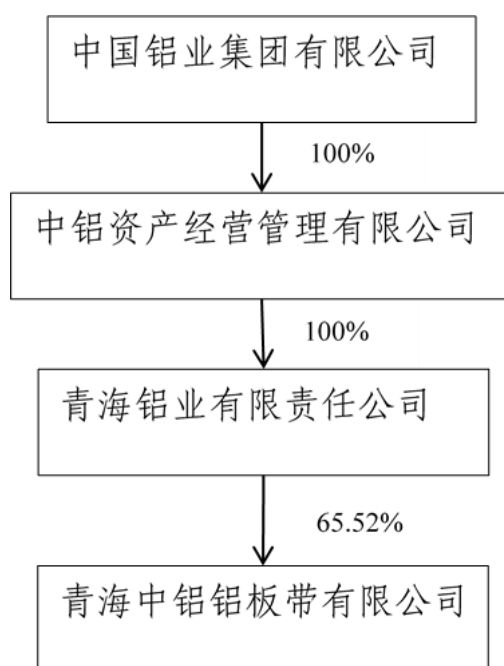 中国铝业集团有限公司
100%
中铝资产经营管理有限公司
100%
青海铝业有限责任公司
65.52%
青海中铝铝板带有限公司